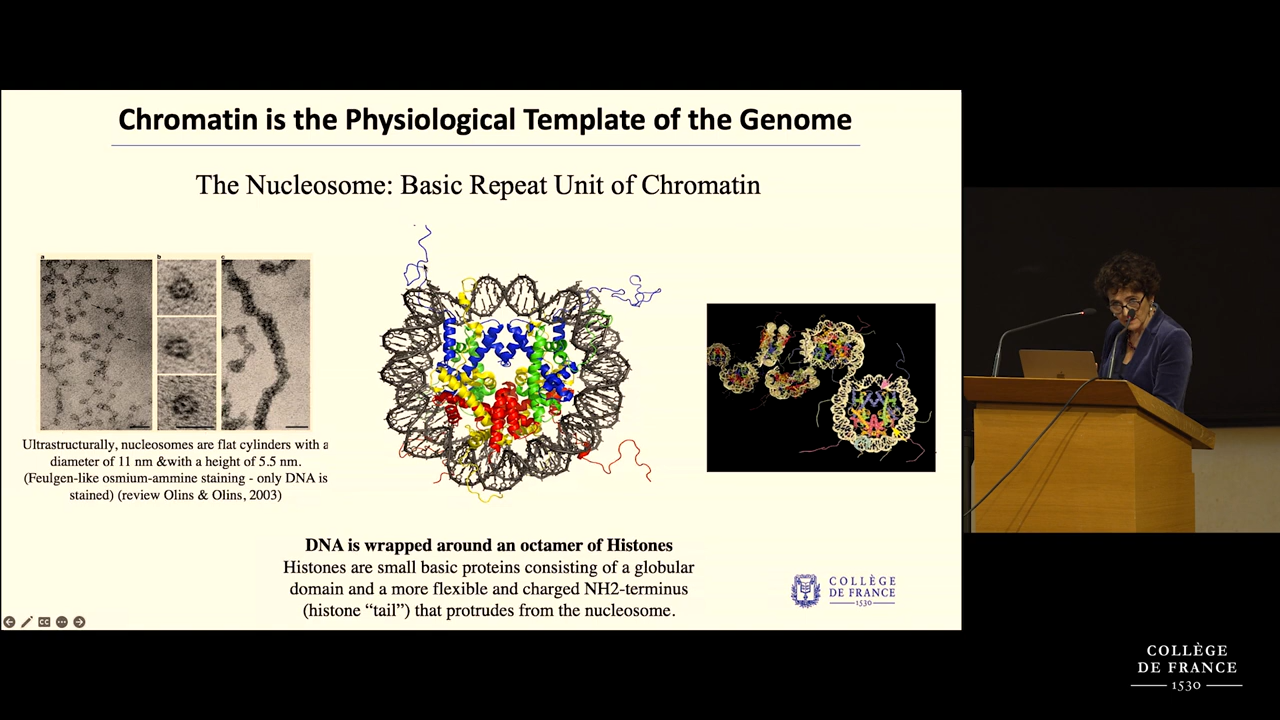 Chromatin is the Physiological Template of the Genome
The Nucleosome: Basic Repeat Unit of Chromatin
a
b
c
Ultrastructurally, nucleosomes are flat cylinders with a
diameter of 11 nm &with a height of 5.5 nm.
(Feulgen-like osmium-ammine staining - only DNA is
stained) (review Olins & Olins, 2003)
DNA is wrapped around an octamer of Histones
Histones are small basic proteins consisting of a globular
domain and a more flexible and charged NH2-terminus
(histone “tail”) that protrudes from the nucleosome.
COLLÈGE
DE FRANCE
1530
COLLÈGE
DE FRANCE
1530